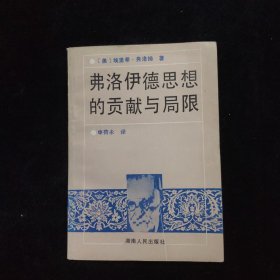 ［美］埃里希·弗洛姆 著
弗洛伊德思想
的贡献与局限
申荷永 译
湖南人民出版社